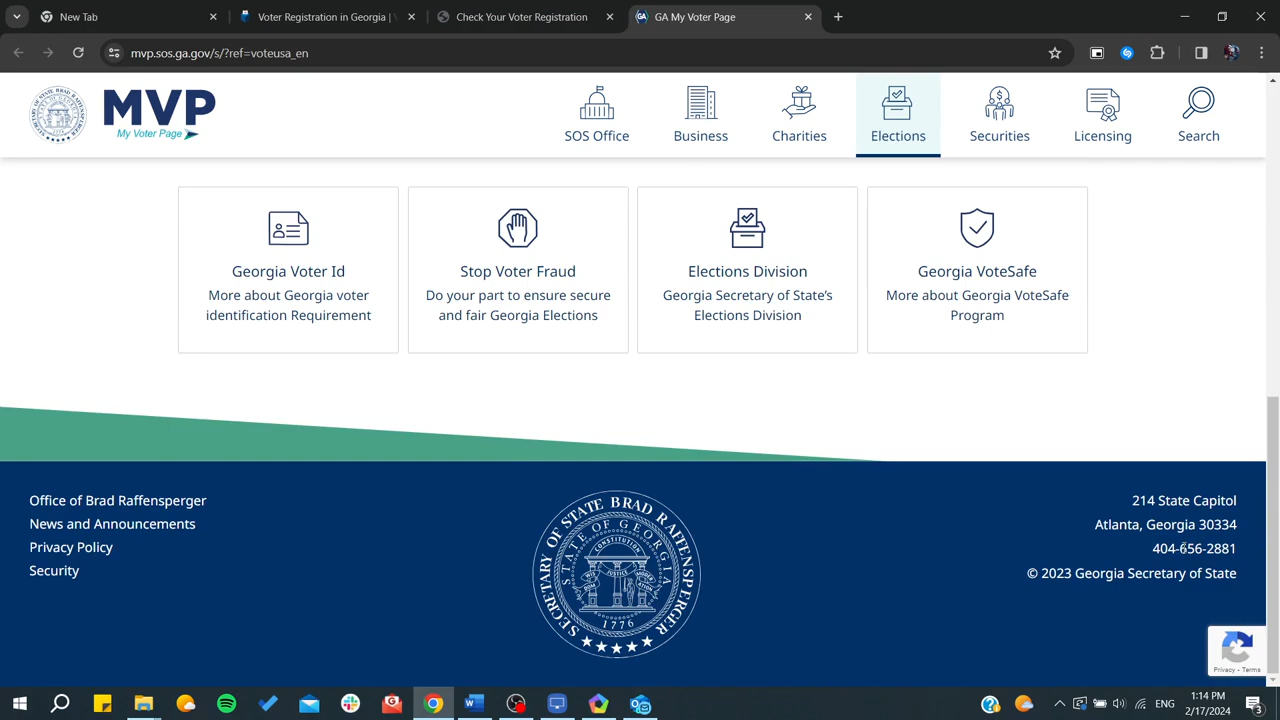 New Tab
Voter Registration in Georgia | V
Check Your Voter Registration
GA My Voter Page
mvp.sos.ga.gov/s/?ref=voteusa_en
MVP
My Voter Page
SOS Office
Business
Charities
Elections
Securities
Licensing
Search
Georgia Voter Id
More about Georgia voter
identification Requirement
Stop Voter Fraud
Do your part to ensure secure
and fair Georgia Elections
Elections Division
Georgia Secretary of State’s
Elections Division
Georgia VoteSafe
More about Georgia VoteSafe
Program
Office of Brad Raffensperger
News and Announcements
Privacy Policy
Security
SECRETARY OF STATE BRAD RAFFENSPERGER
STATE OF GEORGIA
CONSTITUTION
1776
214 State Capitol
Atlanta, Georgia 30334
404-656-2881
© 2023 Georgia Secretary of State
Privacy - Terms
ENG
1:14 PM
2/17/2024
3